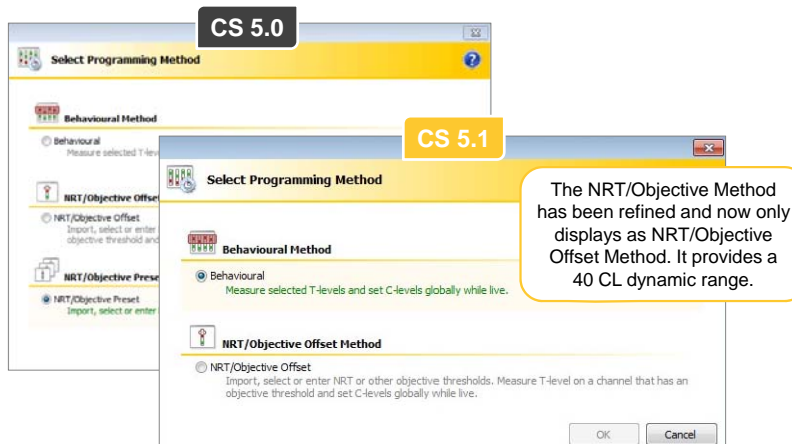 CS 5.0
Select Programming Method
Behavioural Method
Behavioural
Measure selected T-lev
NRT/Objective Offset
NRT/Objective Offset
Import, select or enter
objective threshold and
NRT/Objective Prese
NRT/Objective Preset
Import, select or enter
CS 5.1
Select Programming Method
Behavioural Method
Behavioural
Measure selected T-levels and set C-levels globally while live.
NRT/Objective Offset Method
NRT/Objective Offset
Import, select or enter NRT or other objective thresholds. Measure T-level on a channel that has an
objective threshold and set C-levels globally while live.
OK
Cancel
The NRT/Objective Method
has been refined and now only
displays as NRT/Objective
Offset Method. It provides a
40 CL dynamic range.